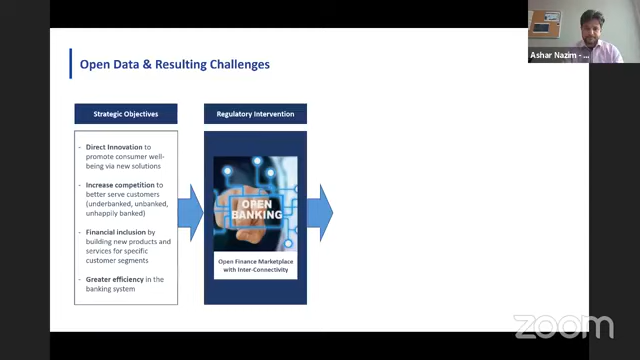 Ashar Nazim - ...
Open Data & Resulting Challenges
Strategic Objectives
- Direct Innovation to
promote consumer well-
being via new solutions
- Increase competition to
better serve customers
(underbanked, unbanked,
unhappily banked)
- Financial inclusion by
building new products and
services for specific
customer segments
- Greater efficiency in the
banking system
Regulatory Intervention
OPEN
BANKING
Open Finance Marketplace
with Inter-Connectivity
zoom